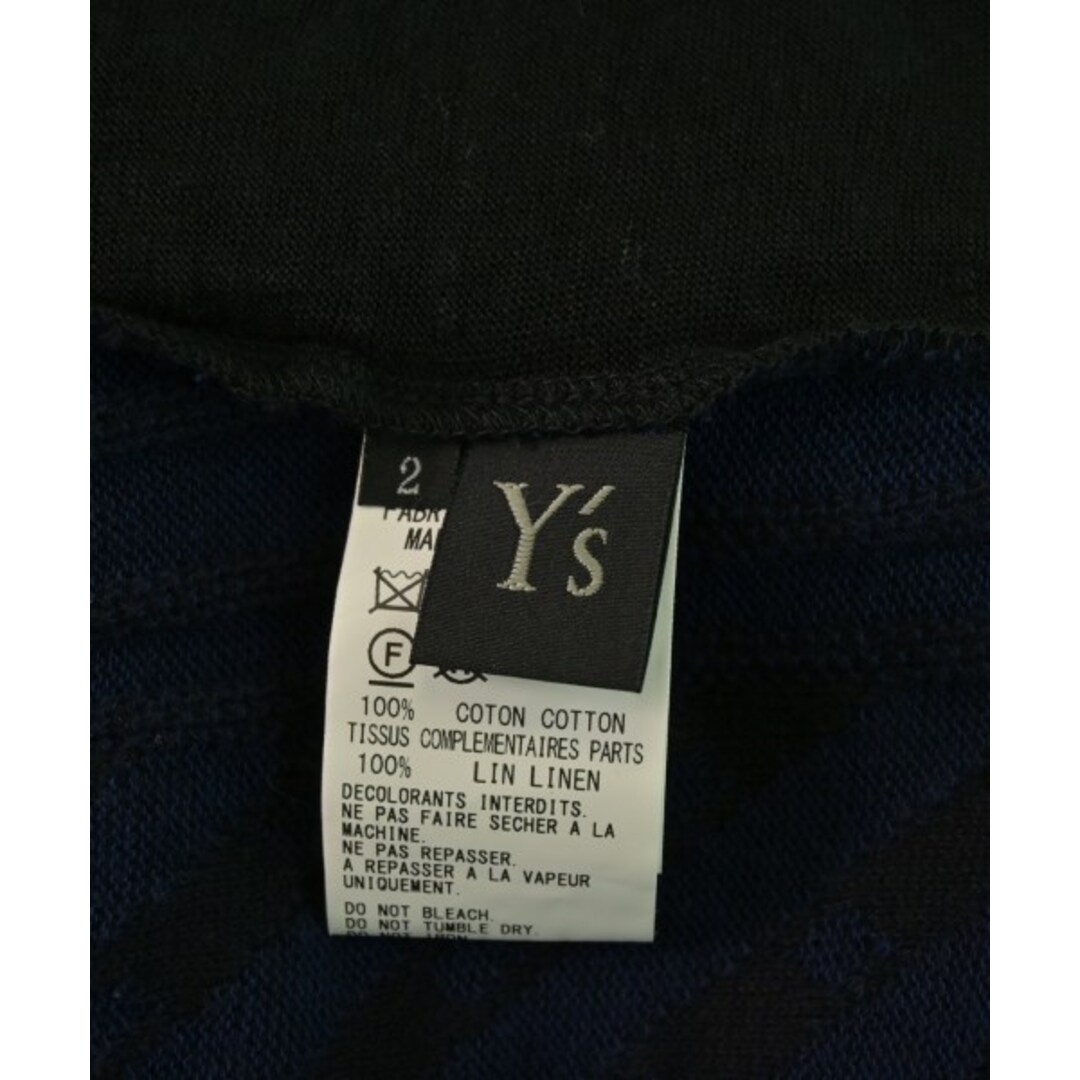 2
Y's
F
100% COTON COTTON
TISSUS COMPLEMENTAIRES PARTS
100% LIN LINEN
DECOLORANTS INTERDITS.
NE PAS FAIRE SECHER A LA
MACHINE.
NE PAS REPASSER.
A REPASSER A LA VAPEUR
UNIQUEMENT.
DO NOT BLEACH.
DO NOT TUMBLE DRY.